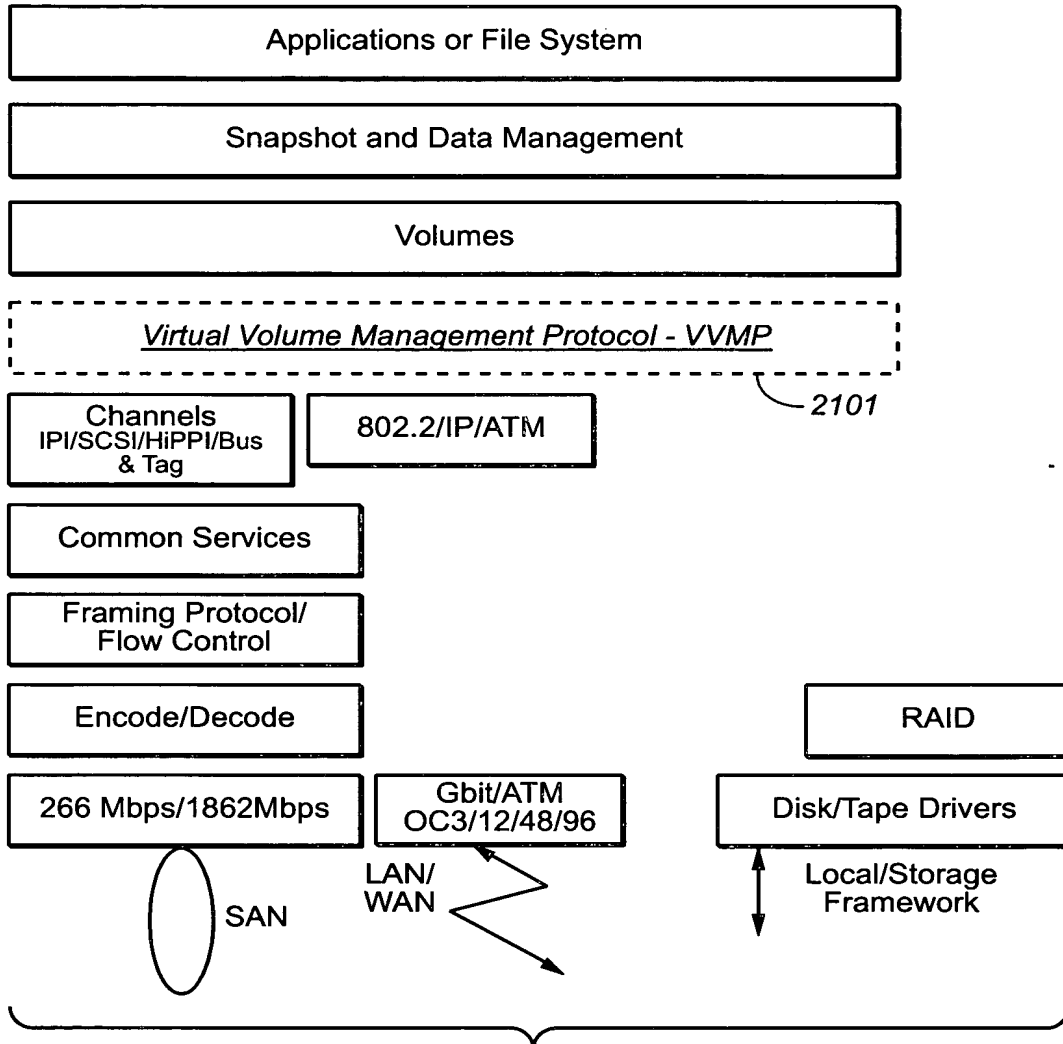 Applications or File System
Snapshot and Data Management
Volumes
Virtual Volume Management Protocol - VVMP
2101
Channels
IPI/SCSI/HiPPI/Bus
& Tag
802.2/IP/ATM
Common Services
Framing Protocol/
Flow Control
Encode/Decode
RAID
266 Mbps/1862Mbps
Gbit/ATM
OC3/12/48/96
Disk/Tape Drivers
SAN
LAN/
WAN
Local/Storage
Framework